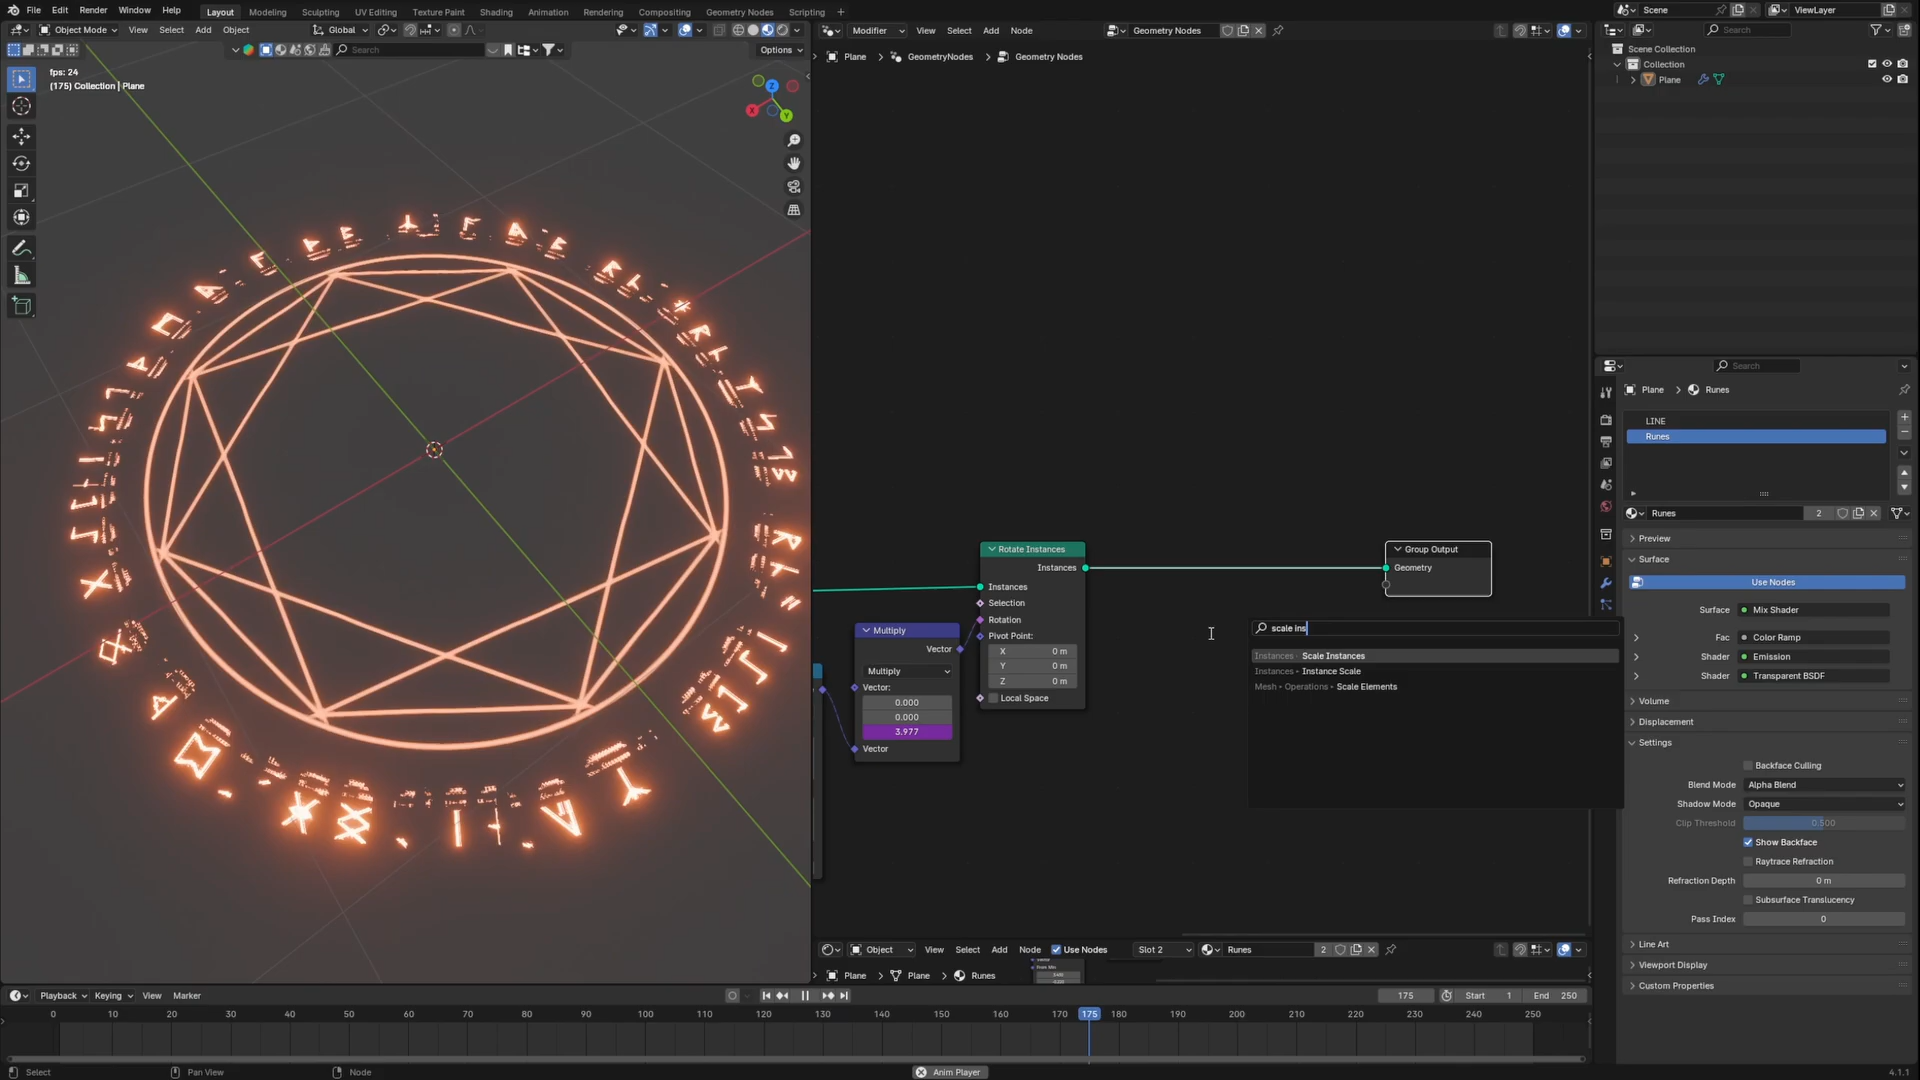 File Edit Render Window Help Layout Modeling Sculpting UV Editing Texture Paint Shading Animation Rendering Compositing Geometry Nodes Scripting + Scene ViewLayer
Object Mode View Select Add Object Global
Search Options
fps: 24
(175) Collection | Plane
X Y Z
Modifier View Select Add Node Geometry Nodes
Plane GeometryNodes Geometry Nodes
Rotate Instances
Instances
Instances
Selection
Rotation
Pivot Point:
X 0 m
Y 0 m
Z 0 m
Local Space
Multiply
Vector
Multiply
Vector:
0.000
0.000
3.977
Vector
Group Output
Geometry
scale ins
Instances Scale Instances
Instances Instance Scale
Mesh Operations Scale Elements
Object View Select Add Node Use Nodes Slot 2 Runes 2
Plane Plane Runes
Search
Scene Collection
Collection
Plane
Search
Plane Runes
LINE
Runes
Runes 2
Preview
Surface
Use Nodes
Surface Mix Shader
Fac Color Ramp
Shader Emission
Shader Transparent BSDF
Volume
Displacement
Settings
Backface Culling
Blend Mode Alpha Blend
Shadow Mode Opaque
Clip Threshold 0.500
Show Backface
Raytrace Refraction
Refraction Depth 0 m
Subsurface Translucency
Pass Index 0
Line Art
Viewport Display
Custom Properties
Playback Keying View Marker 175 Start 1 End 250
0 10 20 30 40 50 60 70 80 90 100 110 120 130 140 150 160 170 175 180 190 200 210 220 230 240 250
Select Pan View Node Anim Player 4.1.1